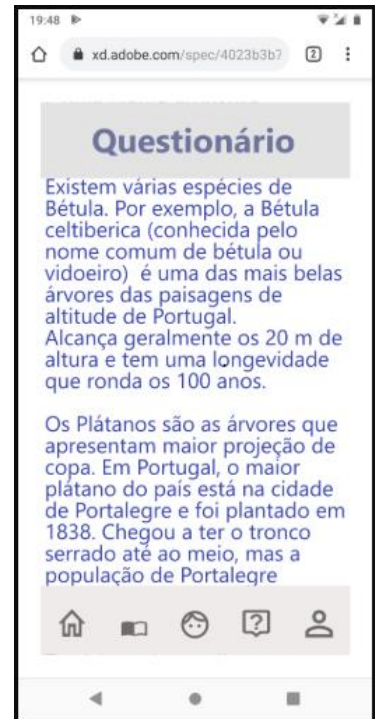 19:48
xd.adobe.com/spec/4023b3b7
2
Questionário
Existem várias espécies de
Bétula. Por exemplo, a Bétula
celtiberica (conhecida pelo
nome comum de bétula ou
vidoeiro) é uma das mais belas
árvores das paisagens de
altitude de Portugal.
Alcança geralmente os 20 m de
altura e tem uma longevidade
que ronda os 100 anos.
Os Plátanos são as árvores que
apresentam maior projeção de
copa. Em Portugal, o maior
plátano do país está na cidade
de Portalegre e foi plantado em
1838. Chegou a ter o tronco
serrado até ao meio, mas a
população de Portalegre
?